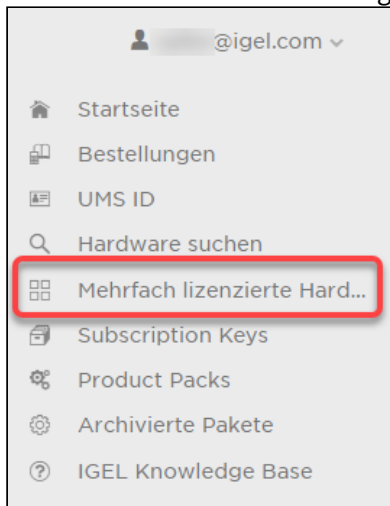 @igel.com
Startseite
Bestellungen
UMS ID
Hardware suchen
Mehrfach lizenzierte Hard...
Subscription Keys
Product Packs
Archivierte Pakete
IGEL Knowledge Base